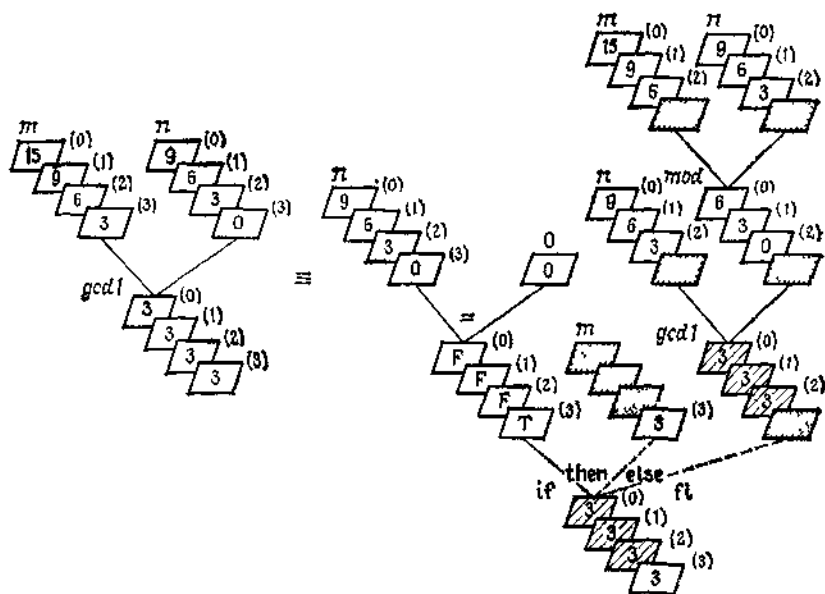 m n
15 (0) 9 (0)
9 (1) 6 (1)
6 (2) 3 (2)
m n
15 (0) 9 (0)
9 (1) 6 (1)
6 (2) 3 (2)
3 (3) 0 (3)
gcd1
3 (0)
3 (1)
3 (2)
3 (3)
≡
n
9 (0)
6 (1)
3 (2)
0 (3)
0
0
=
F (0)
F (1)
F (2)
T (3)
n mod
9 (0) 6 (0)
6 (1) 3 (1)
3 (2) 0 (2)
m
3 (3)
gcd1
3 (0)
3 (1)
3 (2)
if then else fi
3 (0)
3 (1)
3 (2)
3 (3)